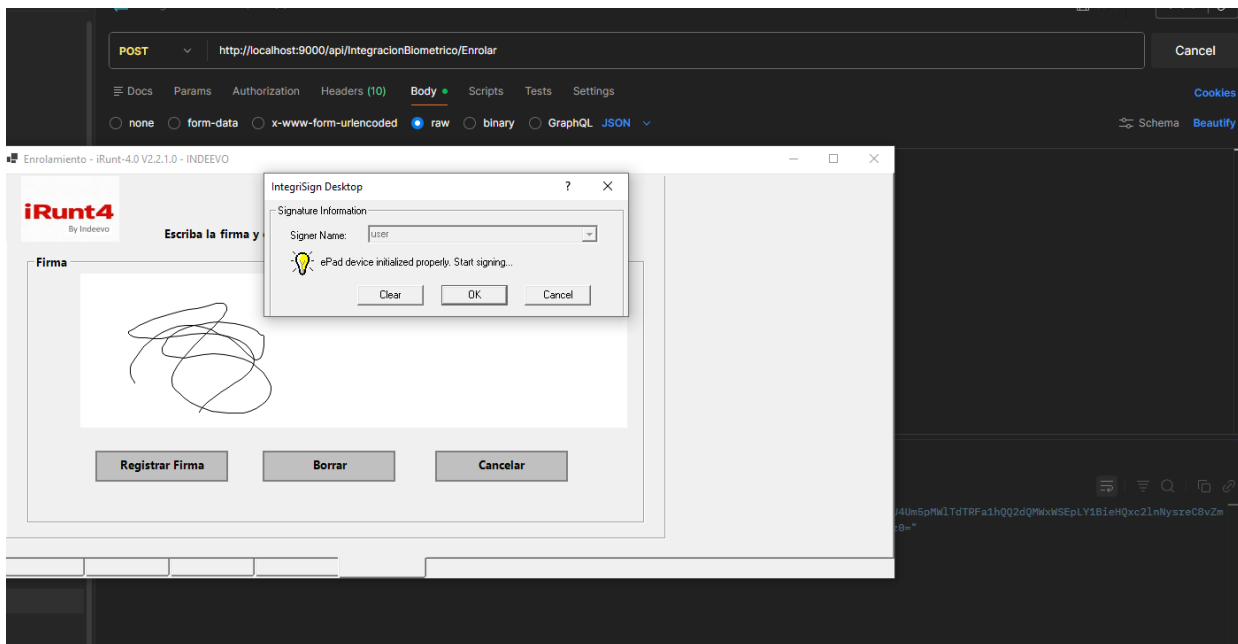 POST http://localhost:9000/api/IntegracionBiometrico/Enrolar Cancel
Docs Params Authorization Headers (10) Body Scripts Tests Settings Cookies
none form-data x-www-form-urlencoded raw binary GraphQL JSON Schema Beautify
Enrolamiento - iRunt-4.0 V2.2.1.0 - INDEEVO
IntegriSign Desktop ? ×
Signature Information
iRunt4
By Indeevo
Escriba la firma y
Signer Name: user
ePad device initialized properly. Start signing...
Firma
Clear OK Cancel
Registrar Firma Borrar Cancelar